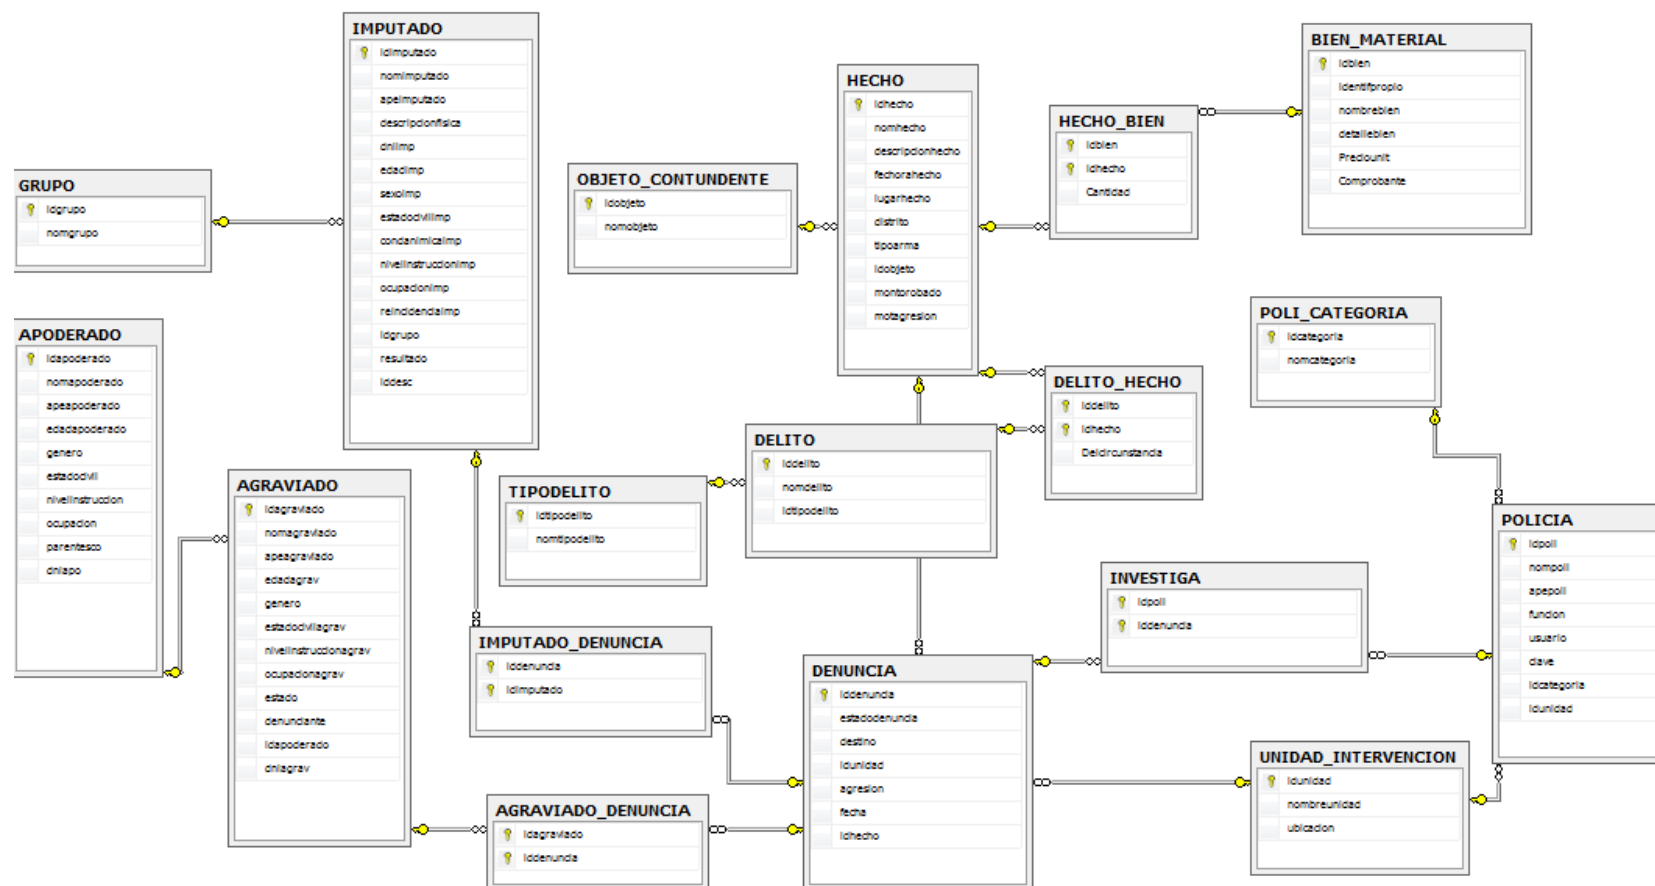 IMPUTADO
idimputado
nomimputado
apeimputado
descripcionfisica
dniimp
edadimp
sexoimp
estadocivilimp
condanimicaimp
nivelinstruccionimp
ocupacionimp
reincidenciaimp
idgrupo
resultado
iddesc
GRUPO
idgrupo
nomgrupo
APODERADO
idapoderado
nomapoderado
apeapoderado
edadapoderado
genero
estadocivil
nivelinstruccion
ocupacion
parentesco
dniapo
AGRAVIADO
idagraviado
nomagraviado
apeagraviado
edadagrav
genero
estadocivilagrav
nivelinstruccionagrav
ocupacionagrav
estado
denunciante
idapoderado
dniagrav
OBJETO_CONTUNDENTE
idobjeto
nomobjeto
HECHO
idhecho
nomhecho
descripcionhecho
fechorahecho
lugarhecho
distrito
tipoarma
idobjeto
montorobado
motagresion
HECHO_BIEN
idbien
idhecho
Cantidad
BIEN_MATERIAL
idbien
identifpropio
nombrebien
detallebien
Preciounit
Comprobante
POLI_CATEGORIA
idcategoria
nomcategoria
DELITO_HECHO
iddelito
idhecho
Delcircunstancia
DELITO
iddelito
nomdelito
idtipodelito
TIPODELITO
idtipodelito
nomtipodelito
IMPUTADO_DENUNCIA
iddenuncia
idimputado
AGRAVIADO_DENUNCIA
idagraviado
iddenuncia
DENUNCIA
iddenuncia
estadodenuncia
destino
idunidad
agresion
fecha
idhecho
INVESTIGA
idpoli
iddenuncia
POLICIA
idpoli
nompoli
apepoli
funcion
usuario
clave
idcategoria
idunidad
UNIDAD_INTERVENCION
idunidad
nombreunidad
ubicacion